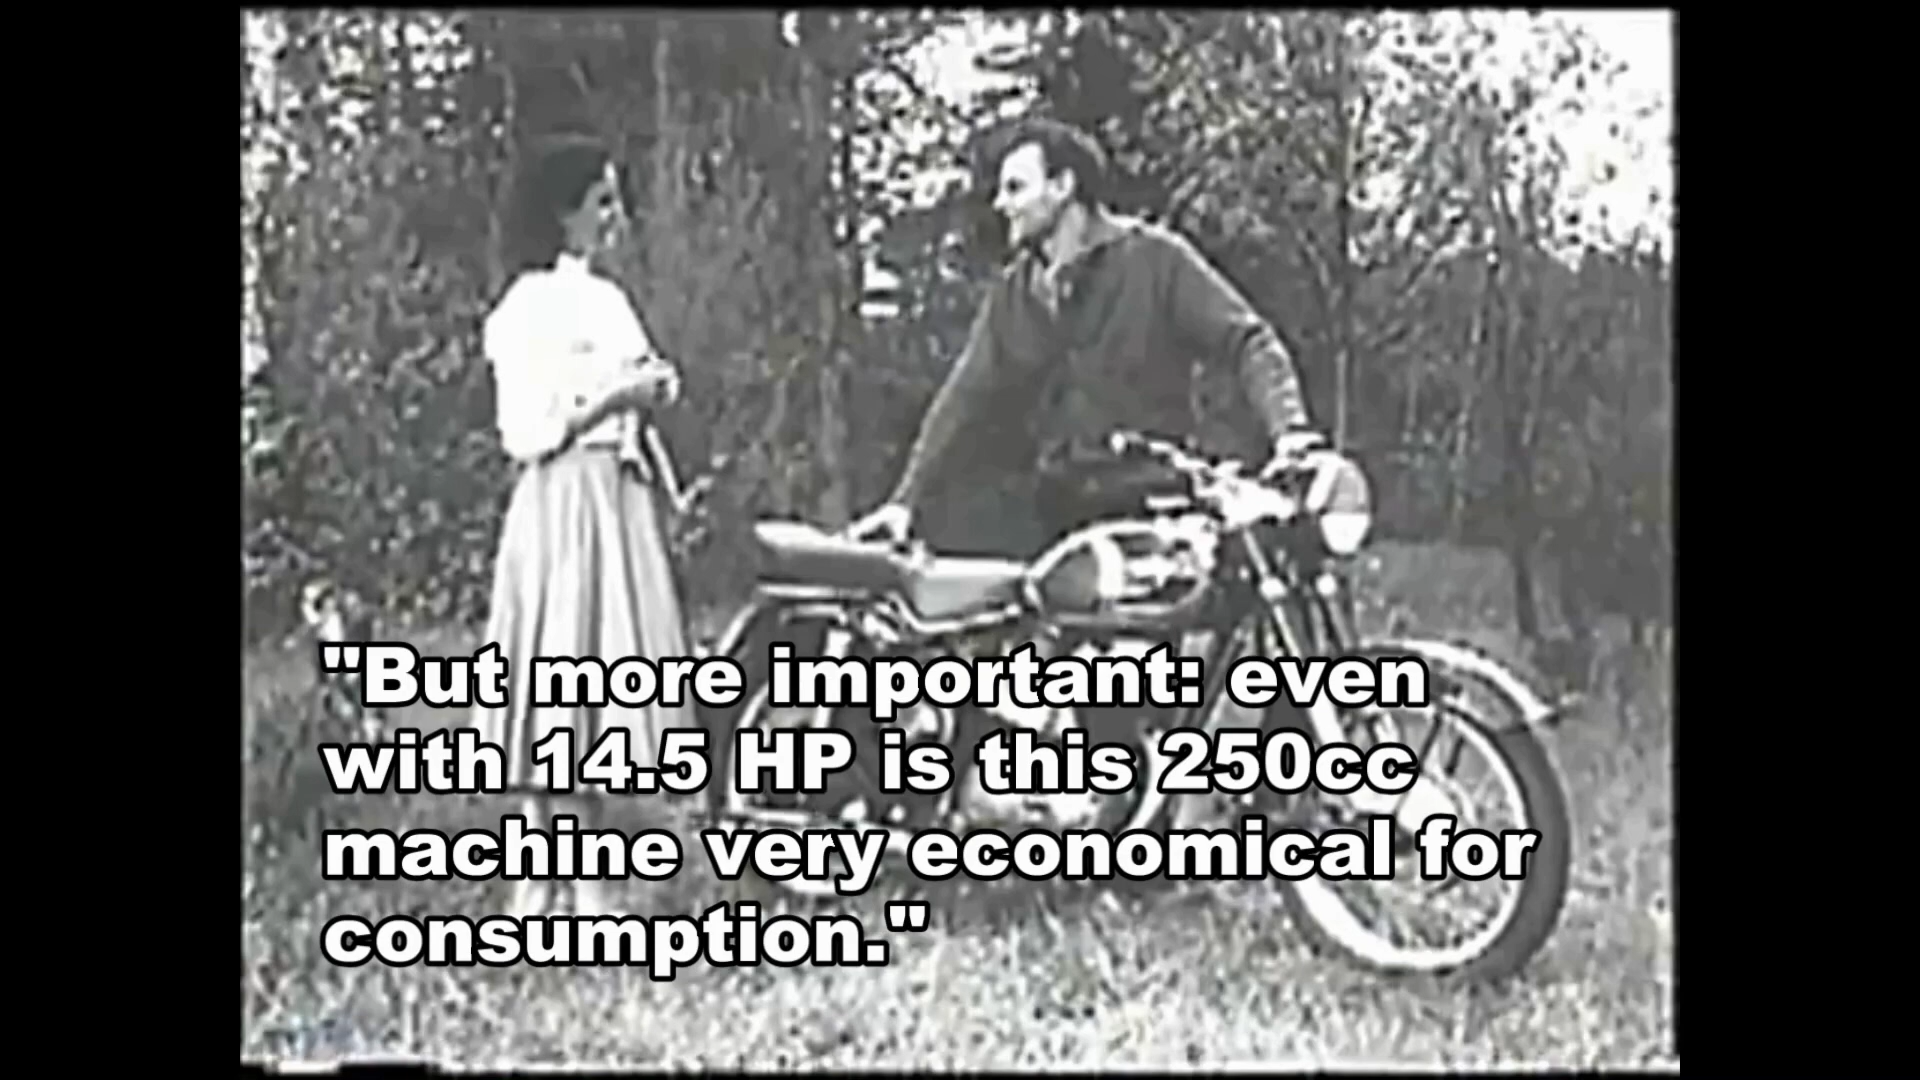 "But more important: even
with 14.5 HP is this 250cc
machine very economical for
consumption."